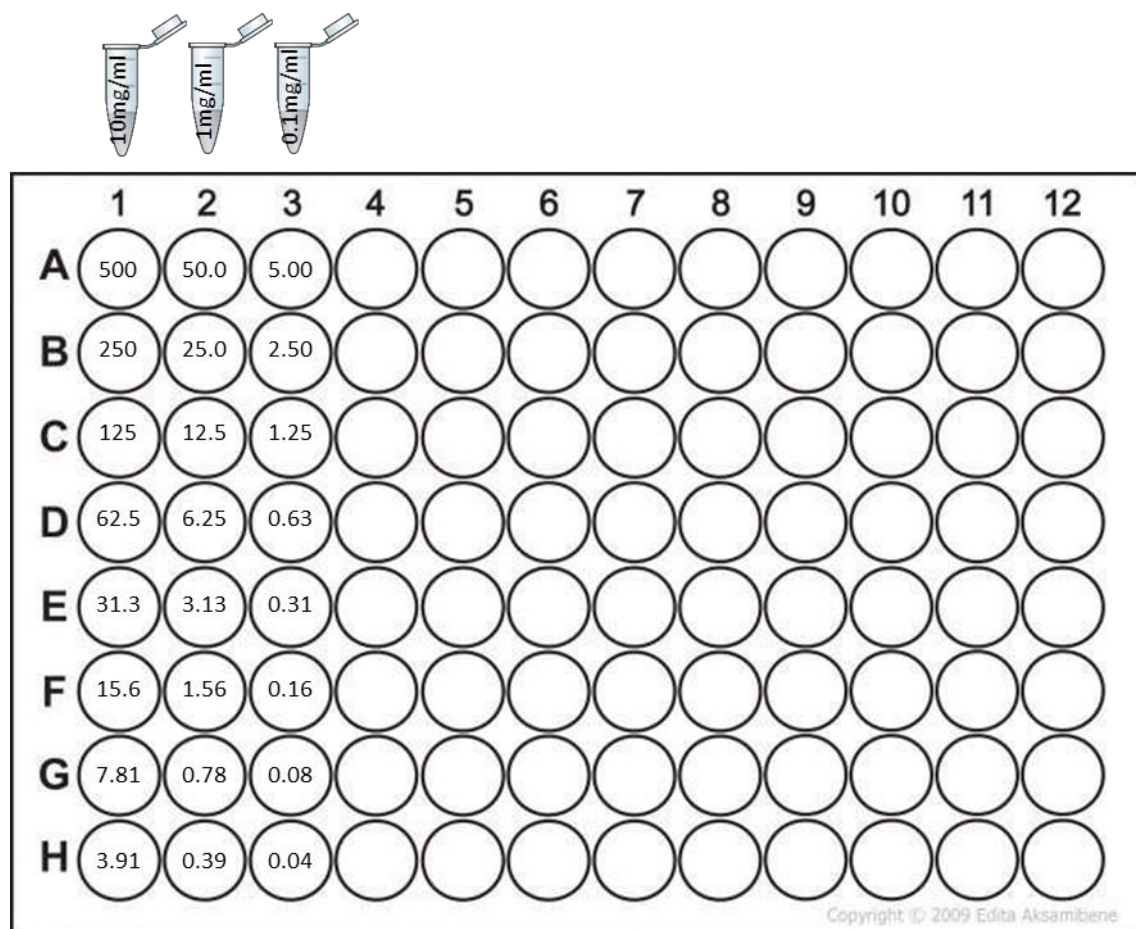 10mg/ml 1mg/ml 0.1mg/ml
1 2 3 4 5 6 7 8 9 10 11 12
A 500 50.0 5.00
B 250 25.0 2.50
C 125 12.5 1.25
D 62.5 6.25 0.63
E 31.3 3.13 0.31
F 15.6 1.56 0.16
G 7.81 0.78 0.08
H 3.91 0.39 0.04
Copyright © 2009 Edita Aksamitiene